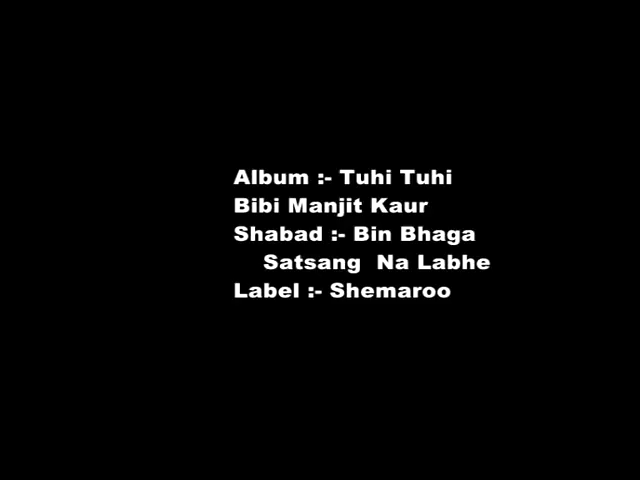 Album :- Tuhi Tuhi
Bibi Manjit Kaur
Shabad :- Bin Bhaga
Satsang Na Labhe
Label :- Shemaroo